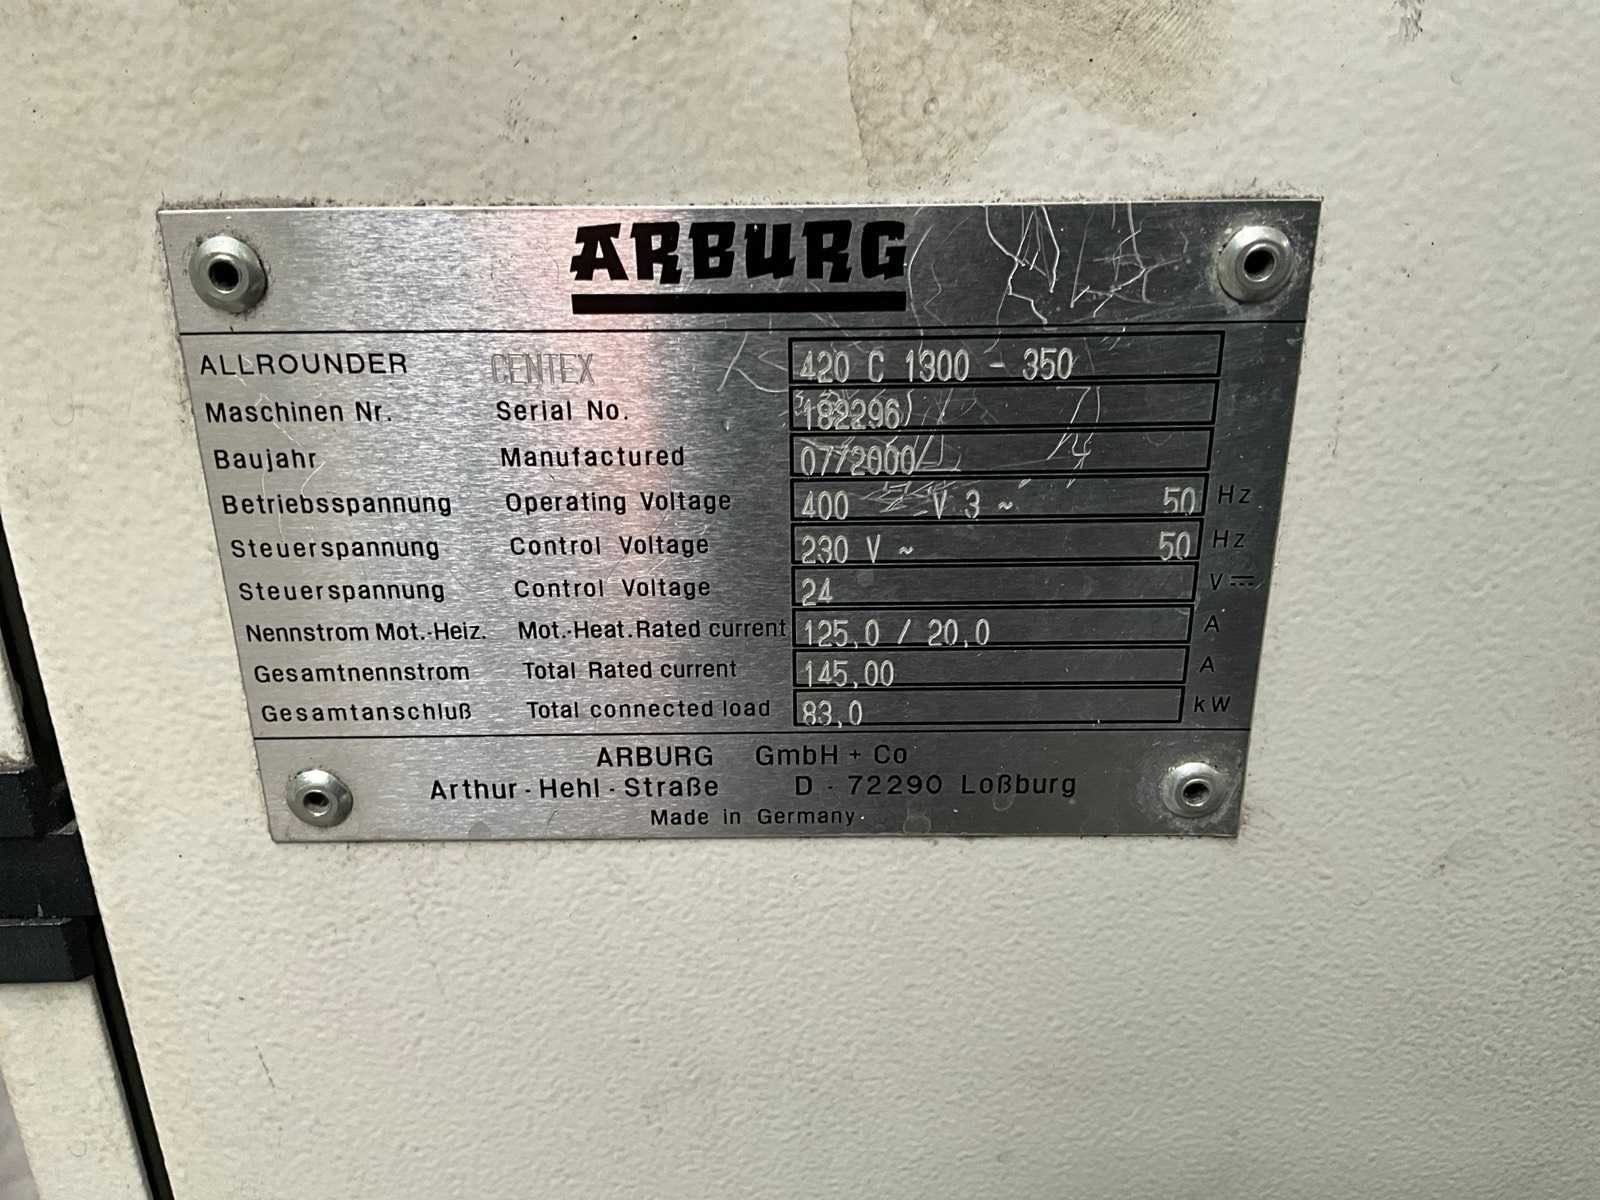 ARBURG
ALLROUNDER CENTEX 420 C 1300 - 350
Maschinen Nr. Serial No. 182296
Baujahr Manufactured 07/2000
Betriebsspannung Operating Voltage 400 V 3 ~ 50 Hz
Steuerspannung Control Voltage 230 V ~ 50 Hz
Steuerspannung Control Voltage 24 V ⎓
Nennstrom Mot.-Heiz. Mot.-Heat. Rated current 125,0 / 20,0 A
Gesamtnennstrom Total Rated current 145,00 A
Gesamtanschluß Total connected load 83,0 kW
ARBURG GmbH + Co
Arthur - Hehl - Straße D - 72290 Loßburg
Made in Germany